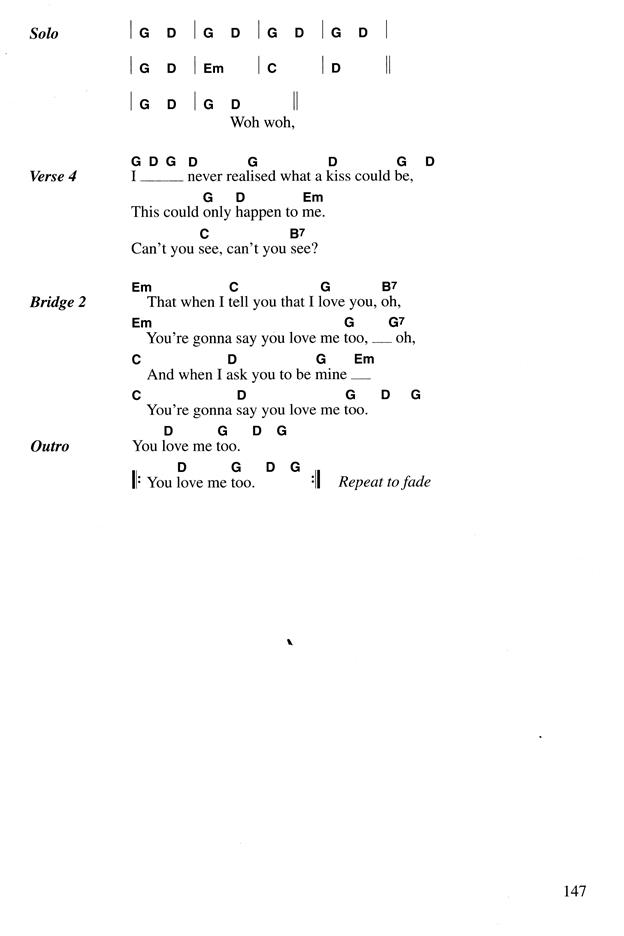 Solo | G D | G D | G D | G D |
| G D | Em | C | D ||
| G D | G D ||
Woh woh,
G D G D G D G D
Verse 4 I _____ never realised what a kiss could be,
G D Em
This could only happen to me.
C B7
Can't you see, can't you see?
Em C G B7
Bridge 2 That when I tell you that I love you, oh,
Em G G7
You're gonna say you love me too, __ oh,
C D G Em
And when I ask you to be mine __
C D G D G
You're gonna say you love me too.
D G D G
Outro You love me too.
D G D G
||: You love me too. :|| Repeat to fade
147